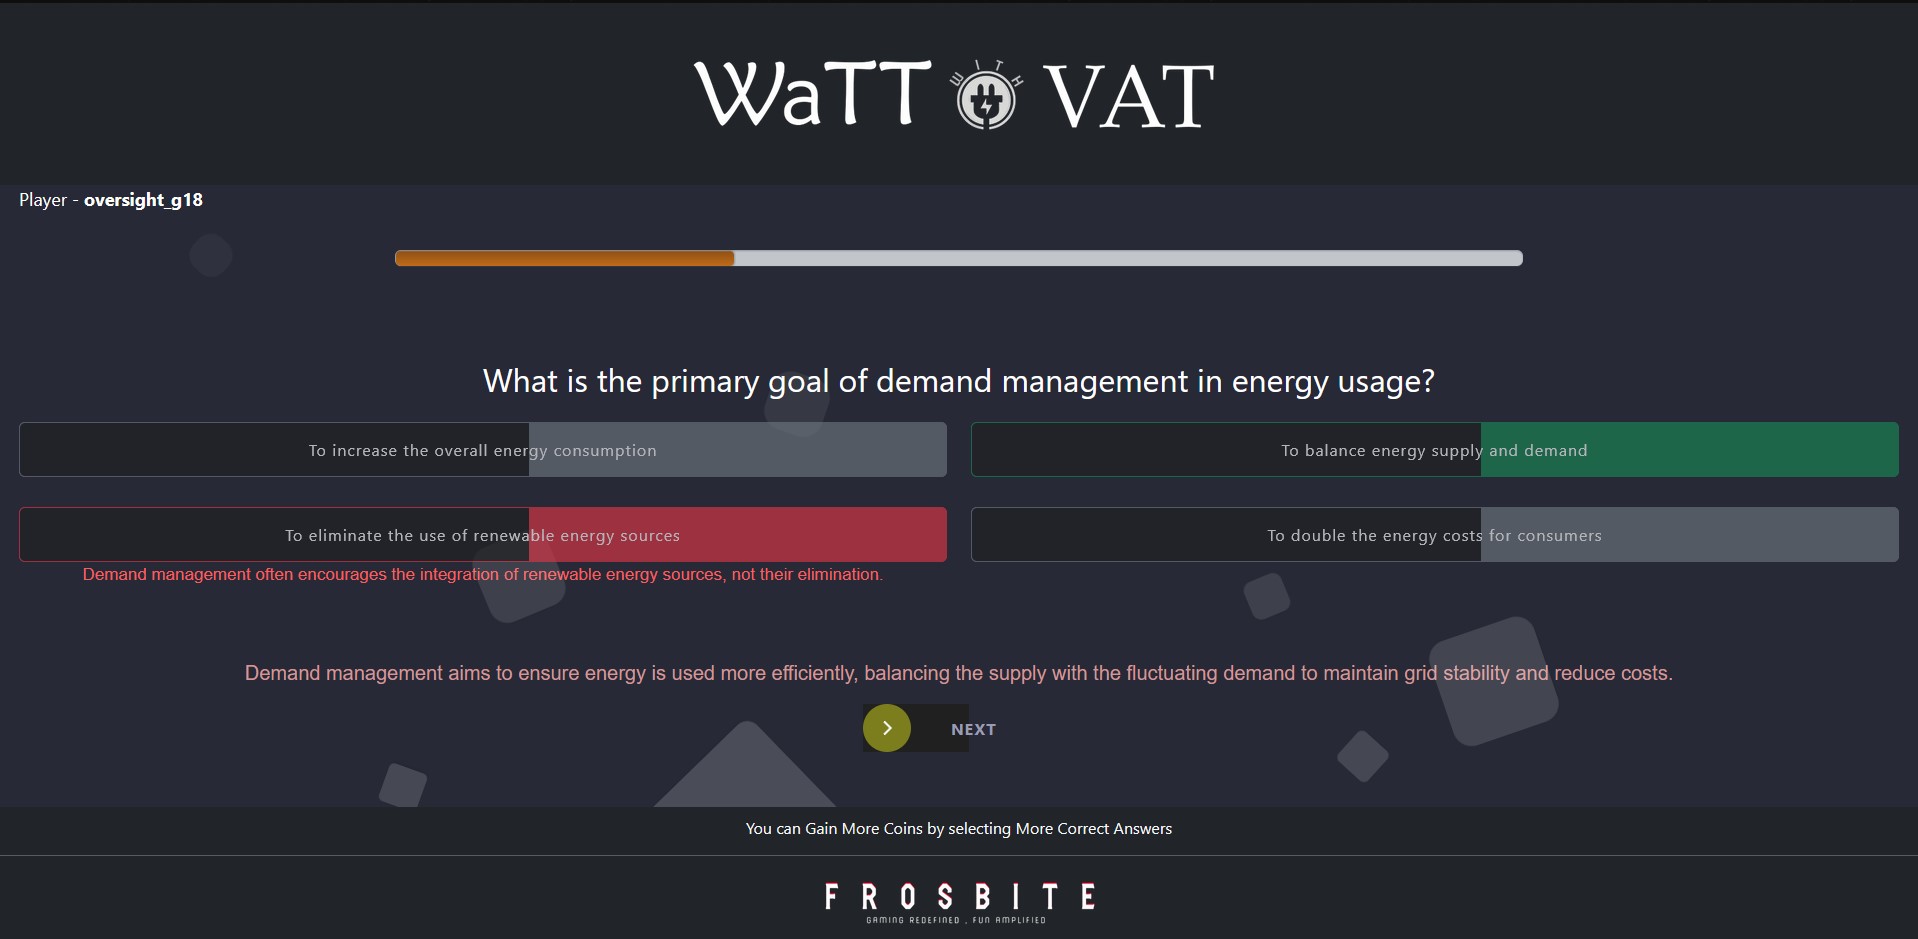 WaTT WITH VAT
Player - oversight_g18
What is the primary goal of demand management in energy usage?
To increase the overall energy consumption
To balance energy supply and demand
To eliminate the use of renewable energy sources
To double the energy costs for consumers
Demand management often encourages the integration of renewable energy sources, not their elimination.
Demand management aims to ensure energy is used more efficiently, balancing the supply with the fluctuating demand to maintain grid stability and reduce costs.
NEXT
You can Gain More Coins by selecting More Correct Answers
FROSBITE
GAMING REDEFINED , FUN AMPLIFIED